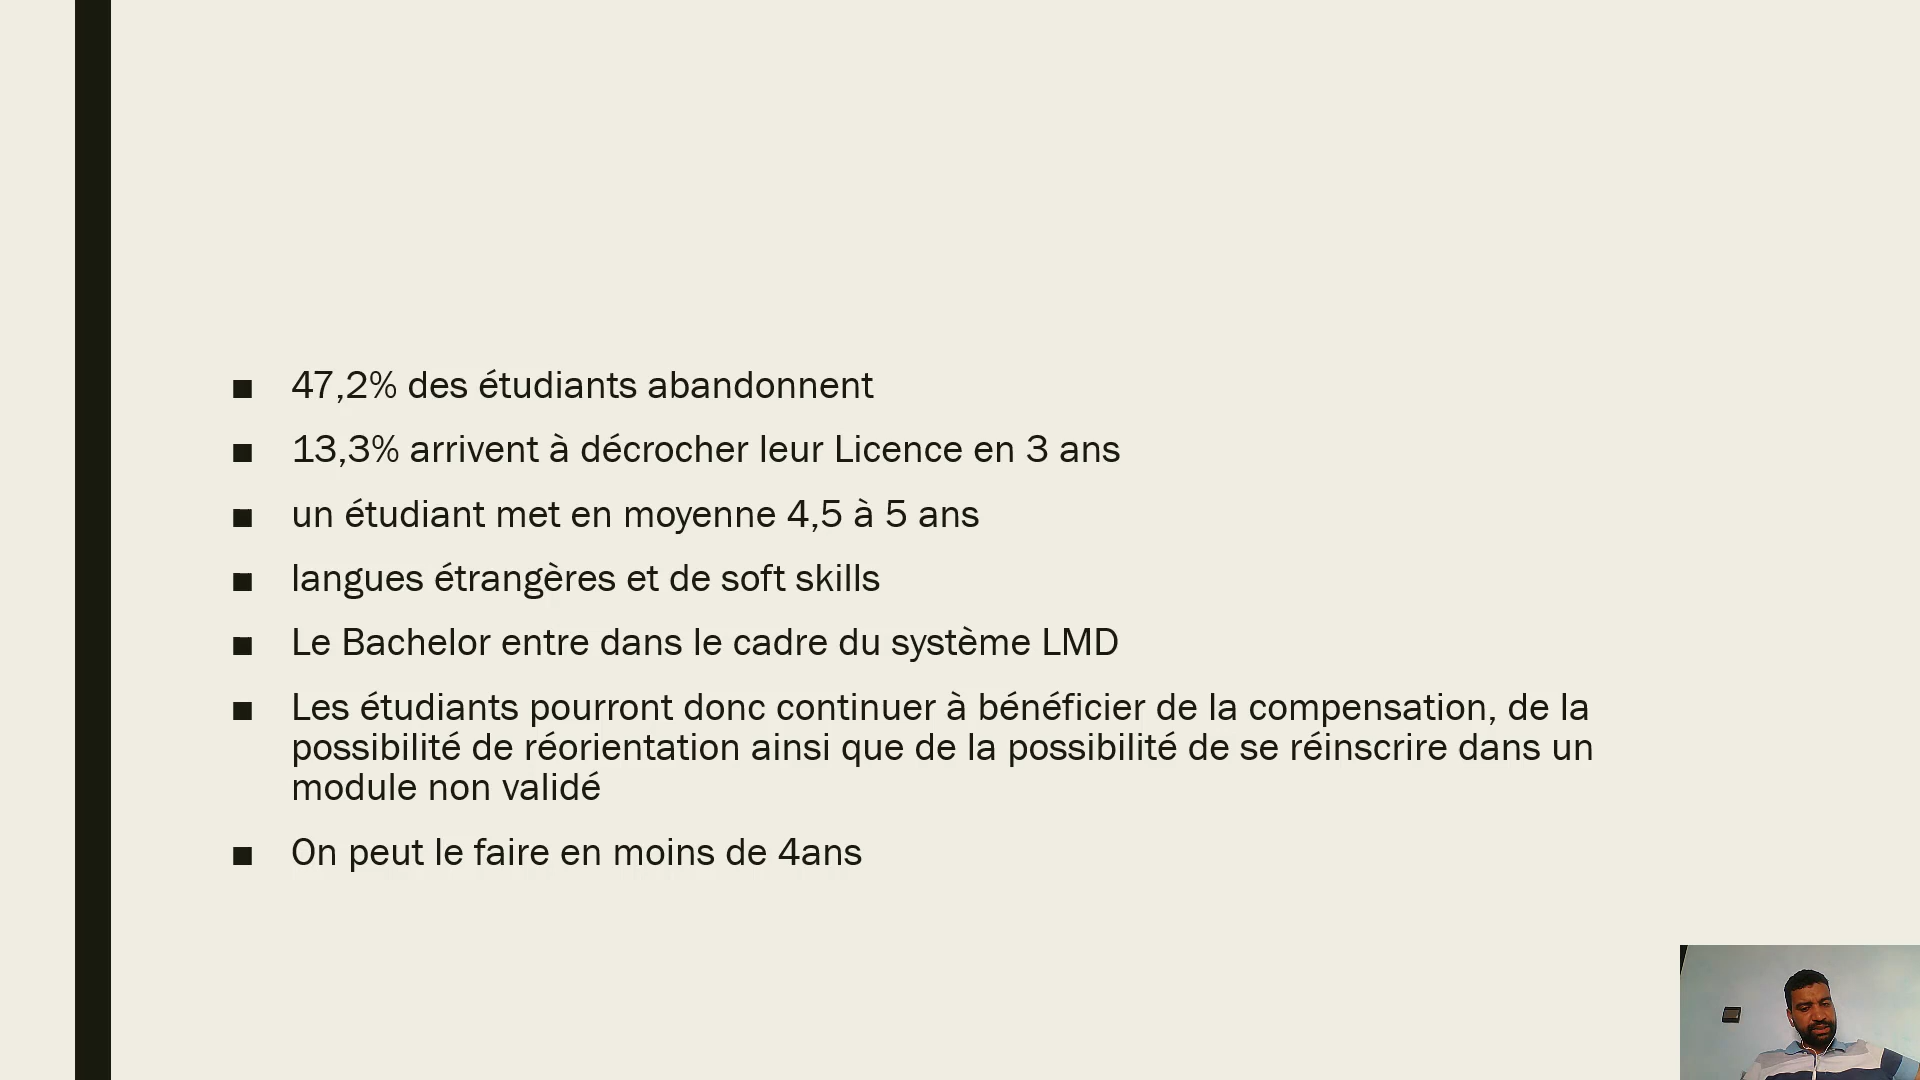 ■ 47,2% des étudiants abandonnent
■ 13,3% arrivent à décrocher leur Licence en 3 ans
■ un étudiant met en moyenne 4,5 à 5 ans
■ langues étrangères et de soft skills
■ Le Bachelor entre dans le cadre du système LMD
■ Les étudiants pourront donc continuer à bénéficier de la compensation, de la
possibilité de réorientation ainsi que de la possibilité de se réinscrire dans un
module non validé
■ On peut le faire en moins de 4ans